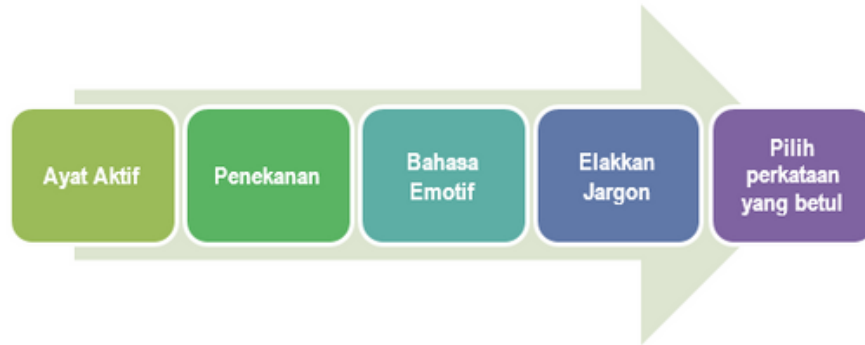 Ayat Aktif
Penekanan
Bahasa
Emotif
Elakkan
Jargon
Pilih
perkataan
yang betul